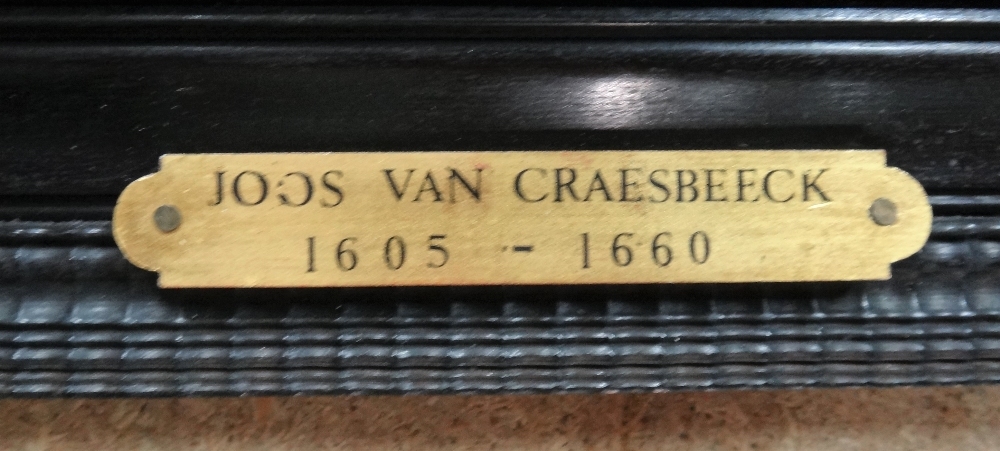 JOOS VAN CRAESBEECK
1605 - 1660